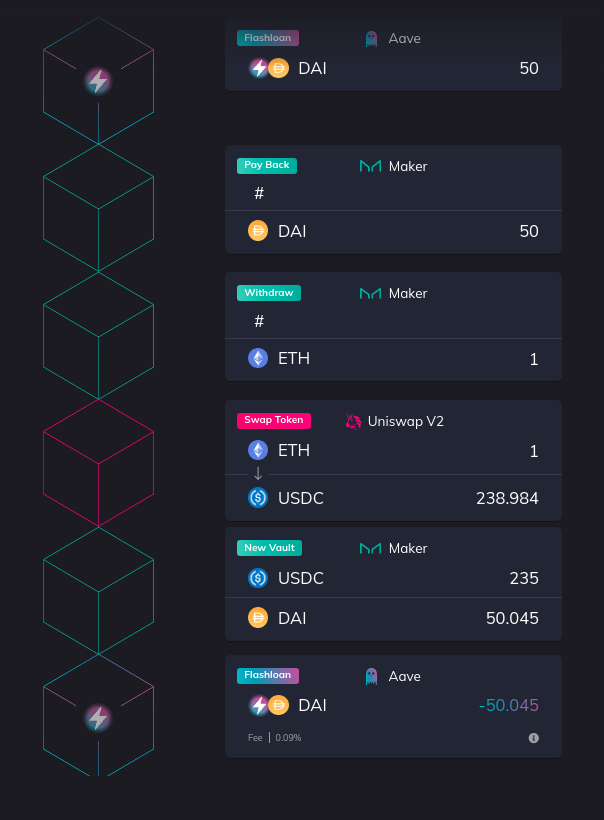 Flashloan Aave
DAI 50
Pay Back Maker
#
DAI 50
Withdraw Maker
#
ETH 1
Swap Token Uniswap V2
ETH 1
USDC 238.984
New Vault Maker
USDC 235
DAI 50.045
Flashloan Aave
DAI -50.045
Fee | 0.09%